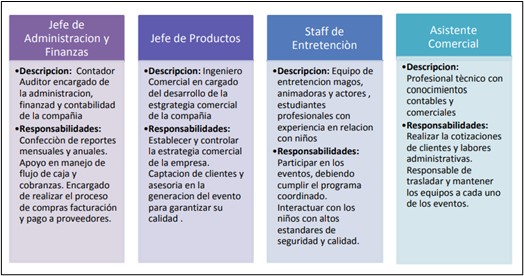 Jefe de
Administracion y
Finanzas
•Descripcion: Contador
Auditor encargado de
la administracion,
finanzad y contabilidad
de la compañia
•Responsabilidades:
Confecciòn de reportes
mensuales y anuales.
Apoyo en manejo de
flujo de caja y
cobranzas. Encargado
de realizar el proceso
de compras facturación
y pago a proveedores.
Jefe de Productos
•Descripcion: Ingeniero
Comercial en cargado
del desarrollo de la
estgrategia comercial
de la compañia
•Responsabilidades:
Establecer y controlar
la estrategia comercial
de la empresa.
Captacion de clientes y
asesoria en la
generacion del evento
para garantizar su
calidad .
Staff de
Entretenciòn
•Descripcion: Equipo de
entretencion magos,
animadoras y actores ,
estudiantes
profesionales con
experiencia en relacion
con niños
•Responsabilidades:
Participar en los
eventos, debiendo
cumplir el programa
coordinado.
Interactuar con los
niños con altos
estandares de
seguridad y calidad.
Asistente
Comercial
•Descripcion:
Profesional tècnico con
conocimientos
contables y
comerciales
•Responsabilidades:
Realizar la cotizaciones
de clientes y labores
administrativas.
Responsable de
trasladar y mantener
los equipos a cada uno
de los eventos.